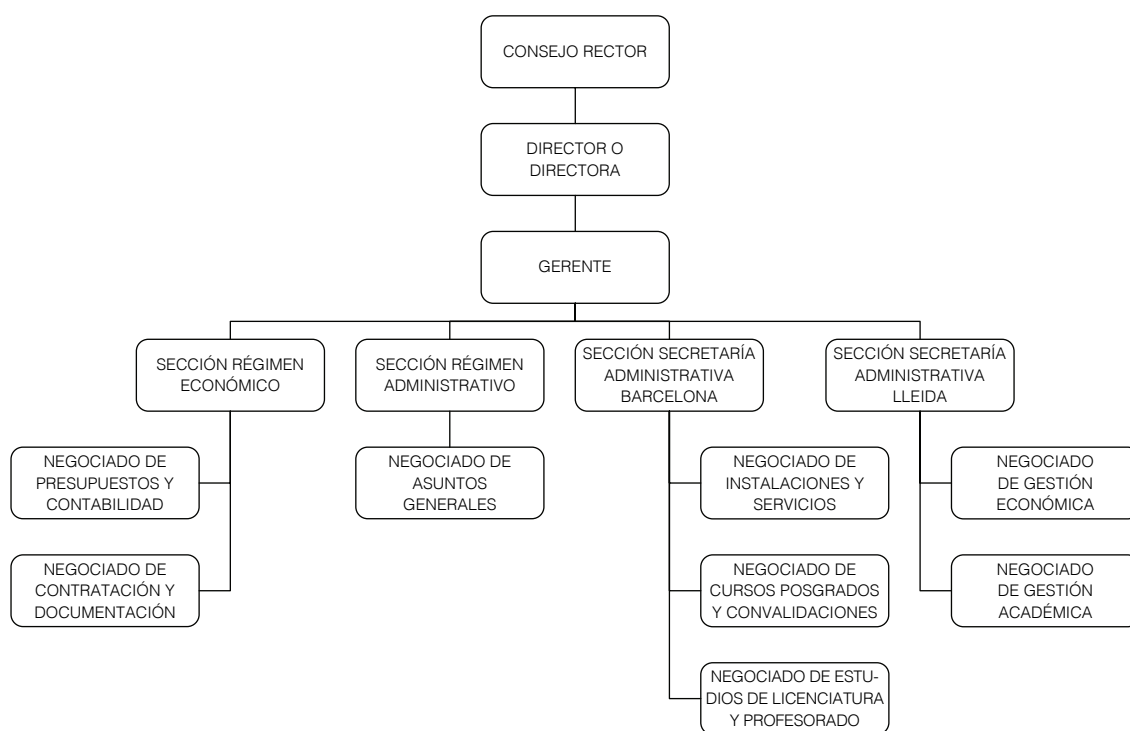 CONSEJO RECTOR
DIRECTOR O
DIRECTORA
GERENTE
SECCIÓN RÉGIMEN
ECONÓMICO
SECCIÓN RÉGIMEN
ADMINISTRATIVO
SECCIÓN SECRETARÍA
ADMINISTRATIVA
BARCELONA
SECCIÓN SECRETARÍA
ADMINISTRATIVA
LLEIDA
NEGOCIADO DE
PRESUPUESTOS Y
CONTABILIDAD
NEGOCIADO DE
ASUNTOS
GENERALES
NEGOCIADO DE
INSTALACIONES Y
SERVICIOS
NEGOCIADO
DE GESTIÓN
ECONÓMICA
NEGOCIADO DE
CONTRATACIÓN Y
DOCUMENTACIÓN
NEGOCIADO DE
CURSOS POSGRADOS
Y CONVALIDACIONES
NEGOCIADO
DE GESTIÓN
ACADÉMICA
NEGOCIADO DE ESTU-
DIOS DE LICENCIATURA
Y PROFESORADO